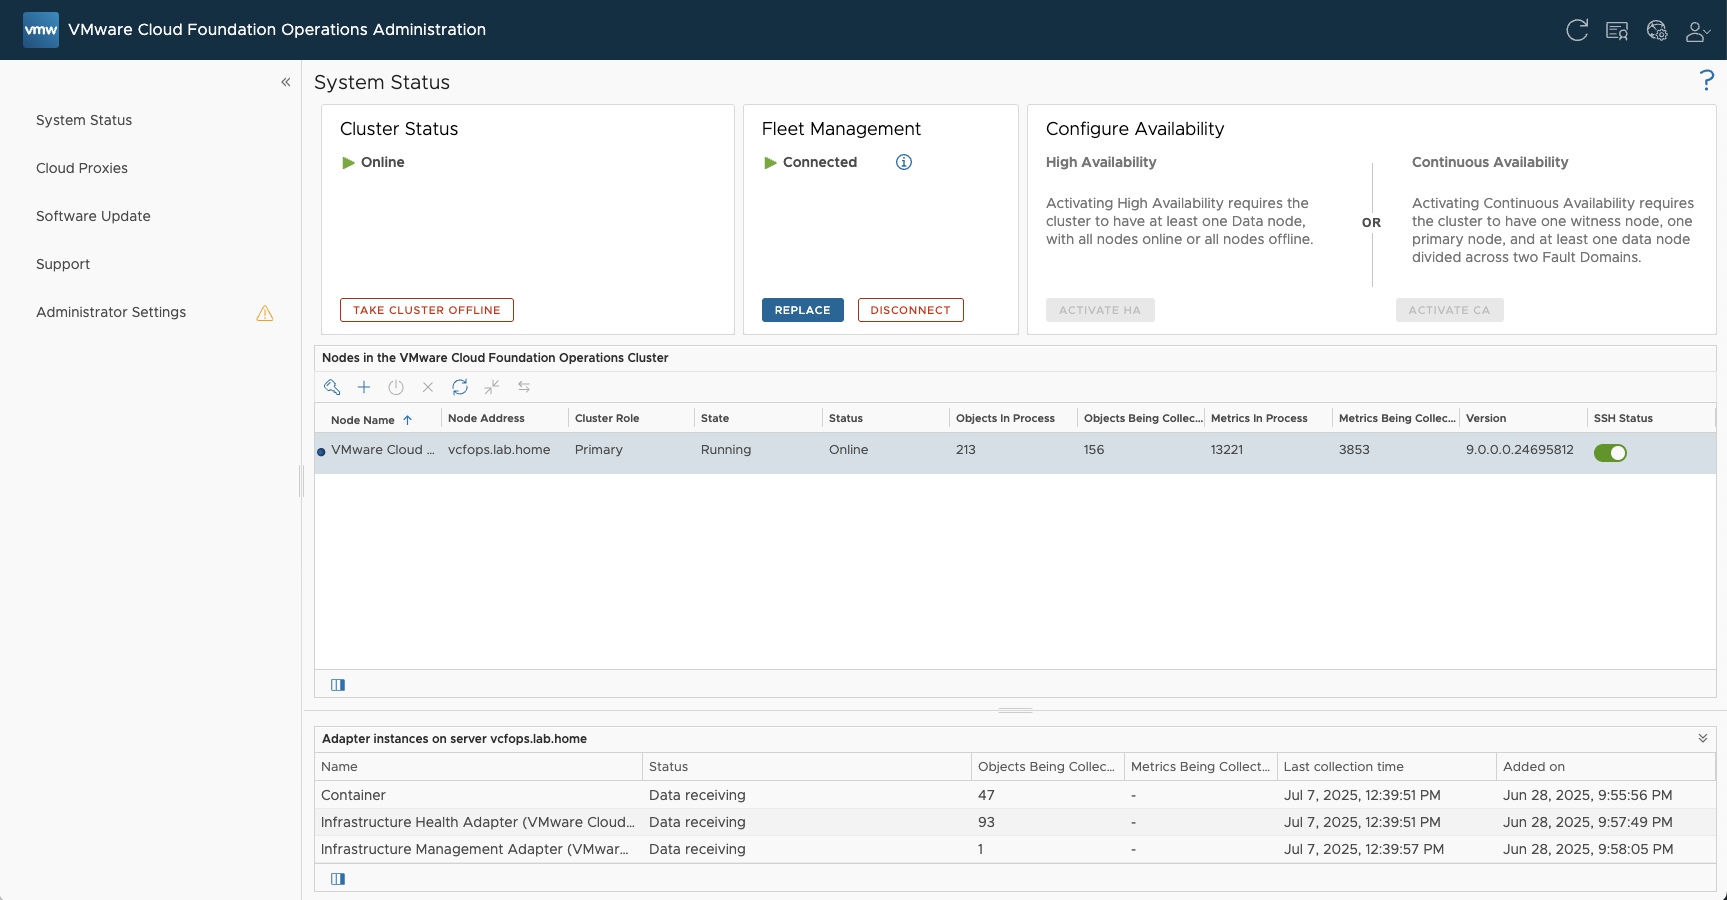 vmw VMware Cloud Foundation Operations Administration
System Status
Cloud Proxies
Software Update
Support
Administrator Settings
System Status
?
Cluster Status
Online
TAKE CLUSTER OFFLINE
Fleet Management
Connected
REPLACE DISCONNECT
Configure Availability
High Availability
Activating High Availability requires the
cluster to have at least one Data node,
with all nodes online or all nodes offline.
ACTIVATE HA
OR
Continuous Availability
Activating Continuous Availability requires
the cluster to have one witness node, one
primary node, and at least one data node
divided across two Fault Domains.
ACTIVATE CA
Nodes in the VMware Cloud Foundation Operations Cluster
Node Name Node Address Cluster Role State Status Objects In Process Objects Being Collec... Metrics In Process Metrics Being Collec... Version SSH Status
VMware Cloud ... vcfops.lab.home Primary Running Online 213 156 13221 3853 9.0.0.0.24695812
Adapter instances on server vcfops.lab.home
Name Status Objects Being Collec... Metrics Being Collect... Last collection time Added on
Container Data receiving 47 - Jul 7, 2025, 12:39:51 PM Jun 28, 2025, 9:55:56 PM
Infrastructure Health Adapter (VMware Cloud... Data receiving 93 - Jul 7, 2025, 12:39:51 PM Jun 28, 2025, 9:57:49 PM
Infrastructure Management Adapter (VMwar... Data receiving 1 - Jul 7, 2025, 12:39:57 PM Jun 28, 2025, 9:58:05 PM